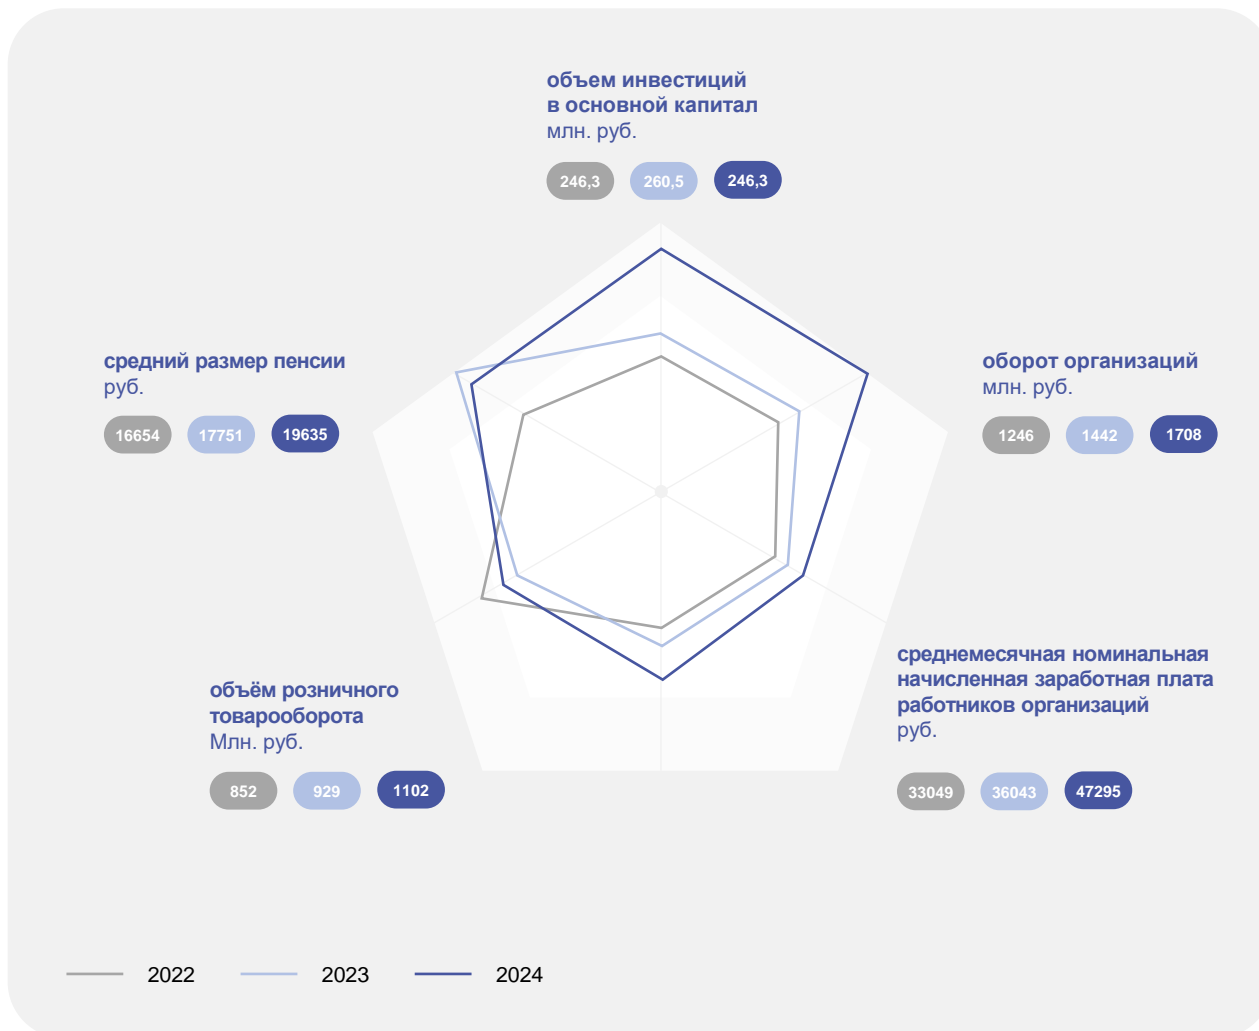 объем инвестиций
в основной капитал
млн. руб.
246,3 260,5 246,3
средний размер пенсии
руб.
16654 17751 19635
оборот организаций
млн. руб.
1246 1442 1708
объём розничного
товарооборота
Млн. руб.
852 929 1102
среднемесячная номинальная
начисленная заработная плата
работников организаций
руб.
33049 36043 47295
2022 2023 2024